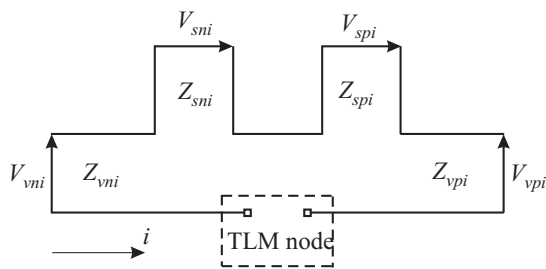 V_sni
V_spi
Z_sni
Z_spi
V_vni
Z_vni
Z_vpi
V_vpi
i
TLM node